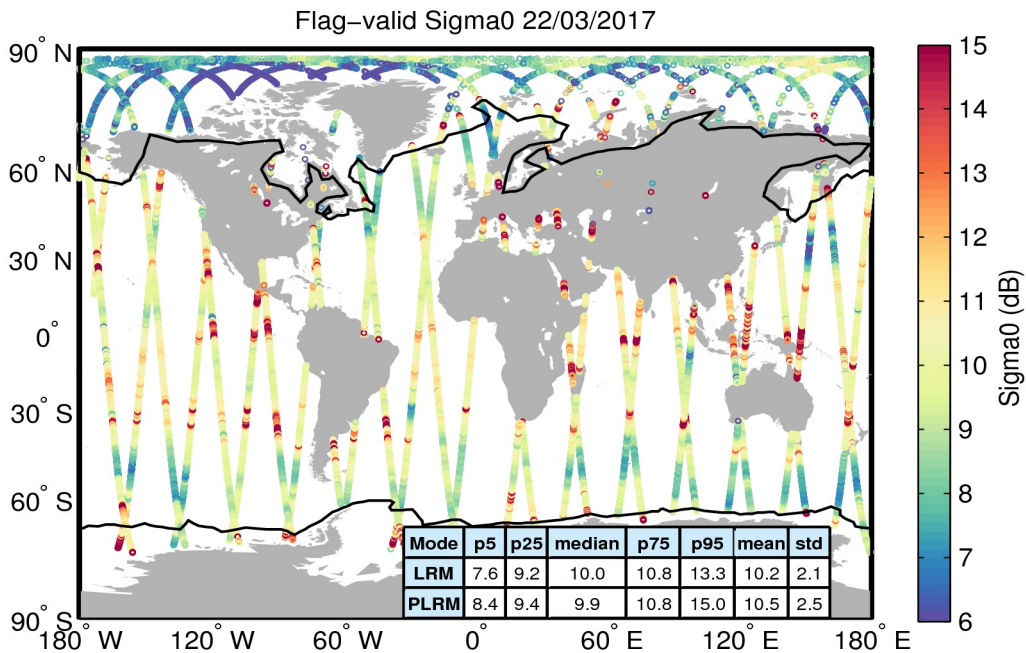 Flag−valid Sigma0 22/03/2017
90° N
60° N
30° N
0°
30° S
60° S
90° S
180° W
120° W
60° W
0°
60° E
120° E
180° E
15
14
13
12
11
10
9
8
7
6
Sigma0 (dB)
Mode p5 p25 median p75 p95 mean std
LRM 7.6 9.2 10.0 10.8 13.3 10.2 2.1
PLRM 8.4 9.4 9.9 10.8 15.0 10.5 2.5